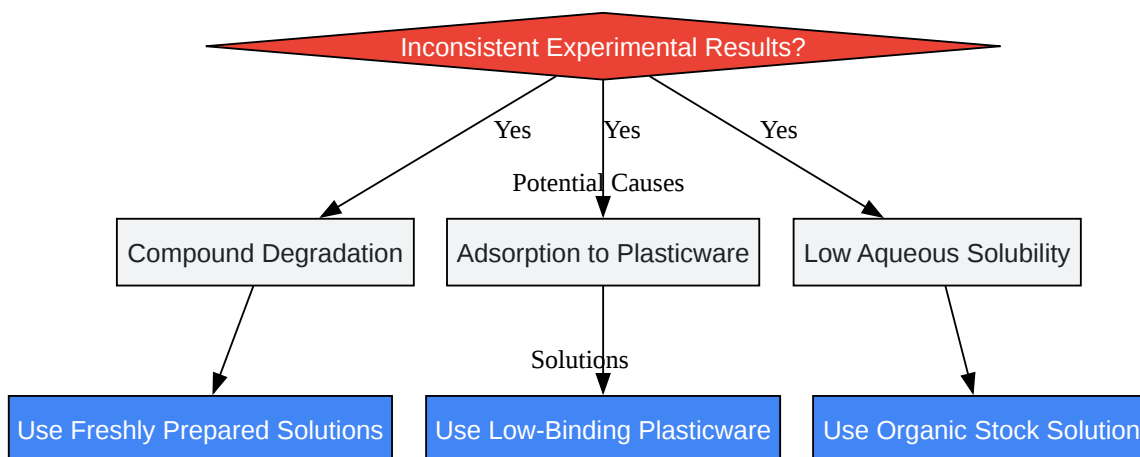 Inconsistent Experimental Results?
Yes
Yes
Yes
Potential Causes
Compound Degradation
Adsorption to Plasticware
Low Aqueous Solubility
Solutions
Use Freshly Prepared Solutions
Use Low-Binding Plasticware
Use Organic Stock Solution